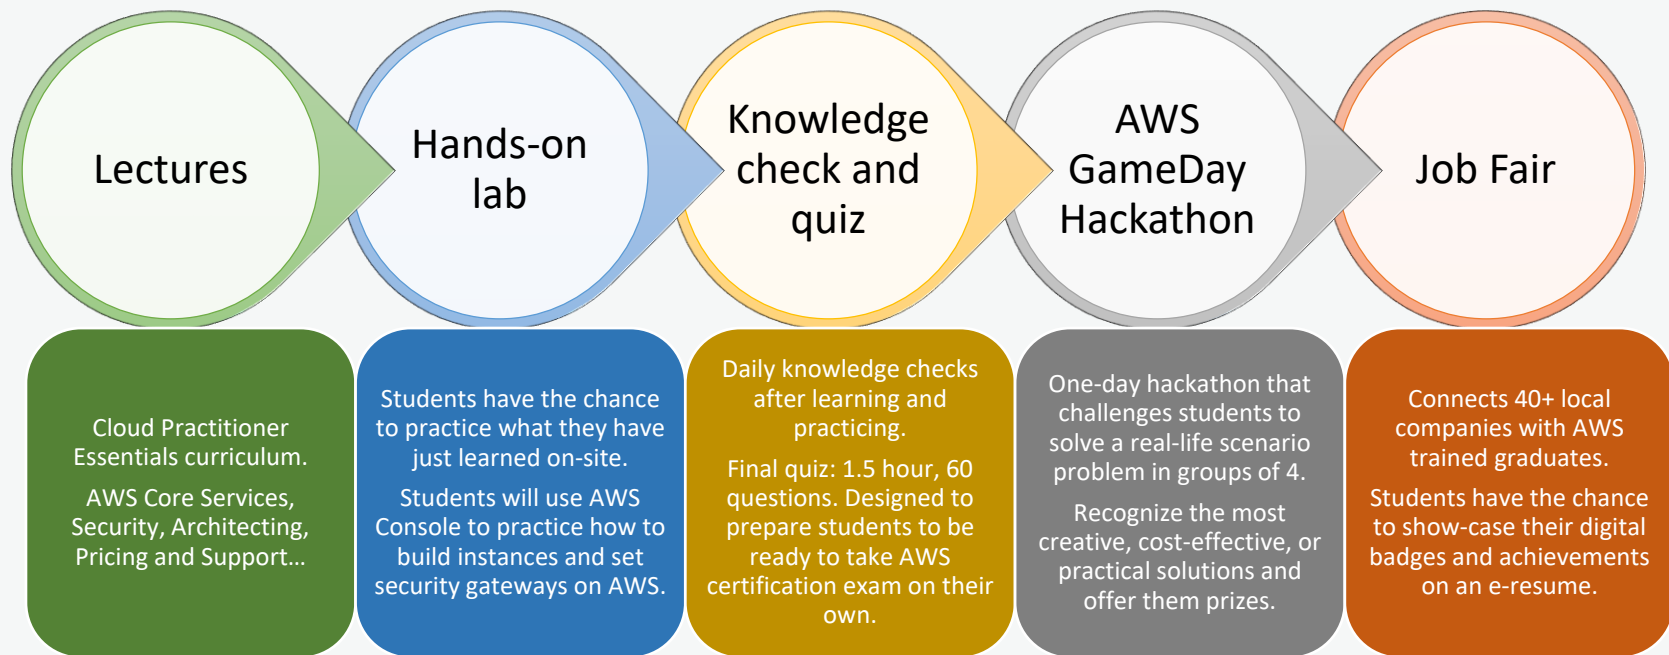 Lectures
Hands-on
lab
Knowledge
check and
quiz
AWS
GameDay
Hackathon
Job Fair
Cloud Practitioner
Essentials curriculum.
AWS Core Services,
Security, Architecting,
Pricing and Support...
Students have the chance
to practice what they have
just learned on-site.
Students will use AWS
Console to practice how to
build instances and set
security gateways on AWS.
Daily knowledge checks
after learning and
practicing.
Final quiz: 1.5 hour, 60
questions. Designed to
prepare students to be
ready to take AWS
certification exam on their
own.
One-day hackathon that
challenges students to
solve a real-life scenario
problem in groups of 4.
Recognize the most
creative, cost-effective, or
practical solutions and
offer them prizes.
Connects 40+ local
companies with AWS
trained graduates.
Students have the chance
to show-case their digital
badges and achievements
on an e-resume.